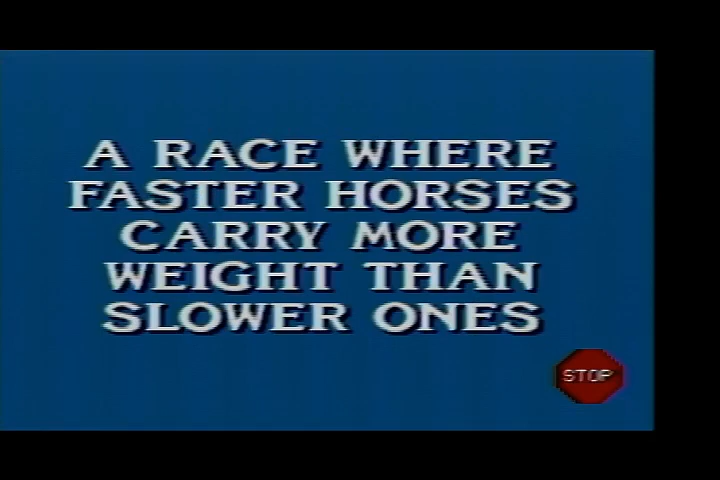 A RACE WHERE
FASTER HORSES
CARRY MORE
WEIGHT THAN
SLOWER ONES
STOP